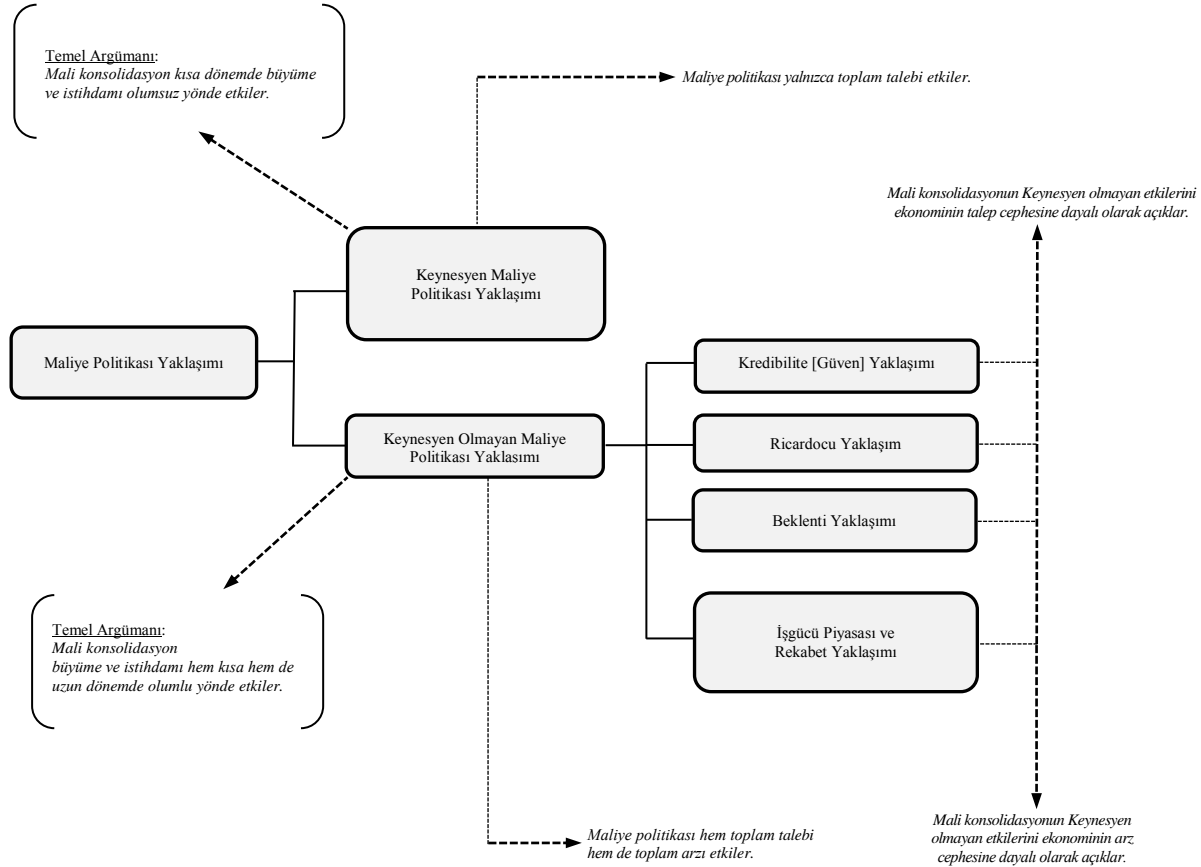 Temel Argümanı:
Mali konsolidasyon kısa dönemde büyüme
ve istihdamı olumsuz yönde etkiler.
Maliye politikası yalnızca toplam talebi etkiler.
Mali konsolidasyonun Keynesyen olmayan etkilerini
ekonominin talep cephesine dayalı olarak açıklar.
Keynesyen Maliye
Politikası Yaklaşımı
Maliye Politikası Yaklaşımı
Kredibilite [Güven] Yaklaşımı
Keynesyen Olmayan Maliye
Politikası Yaklaşımı
Ricardocu Yaklaşım
Beklenti Yaklaşımı
İşgücü Piyasası ve
Rekabet Yaklaşımı
Temel Argümanı:
Mali konsolidasyon
büyüme ve istihdamı hem kısa hem de
uzun dönemde olumlu yönde etkiler.
Maliye politikası hem toplam talebi
hem de toplam arzı etkiler.
Mali konsolidasyonun Keynesyen
olmayan etkilerini ekonominin arz
cephesine dayalı olarak açıklar.